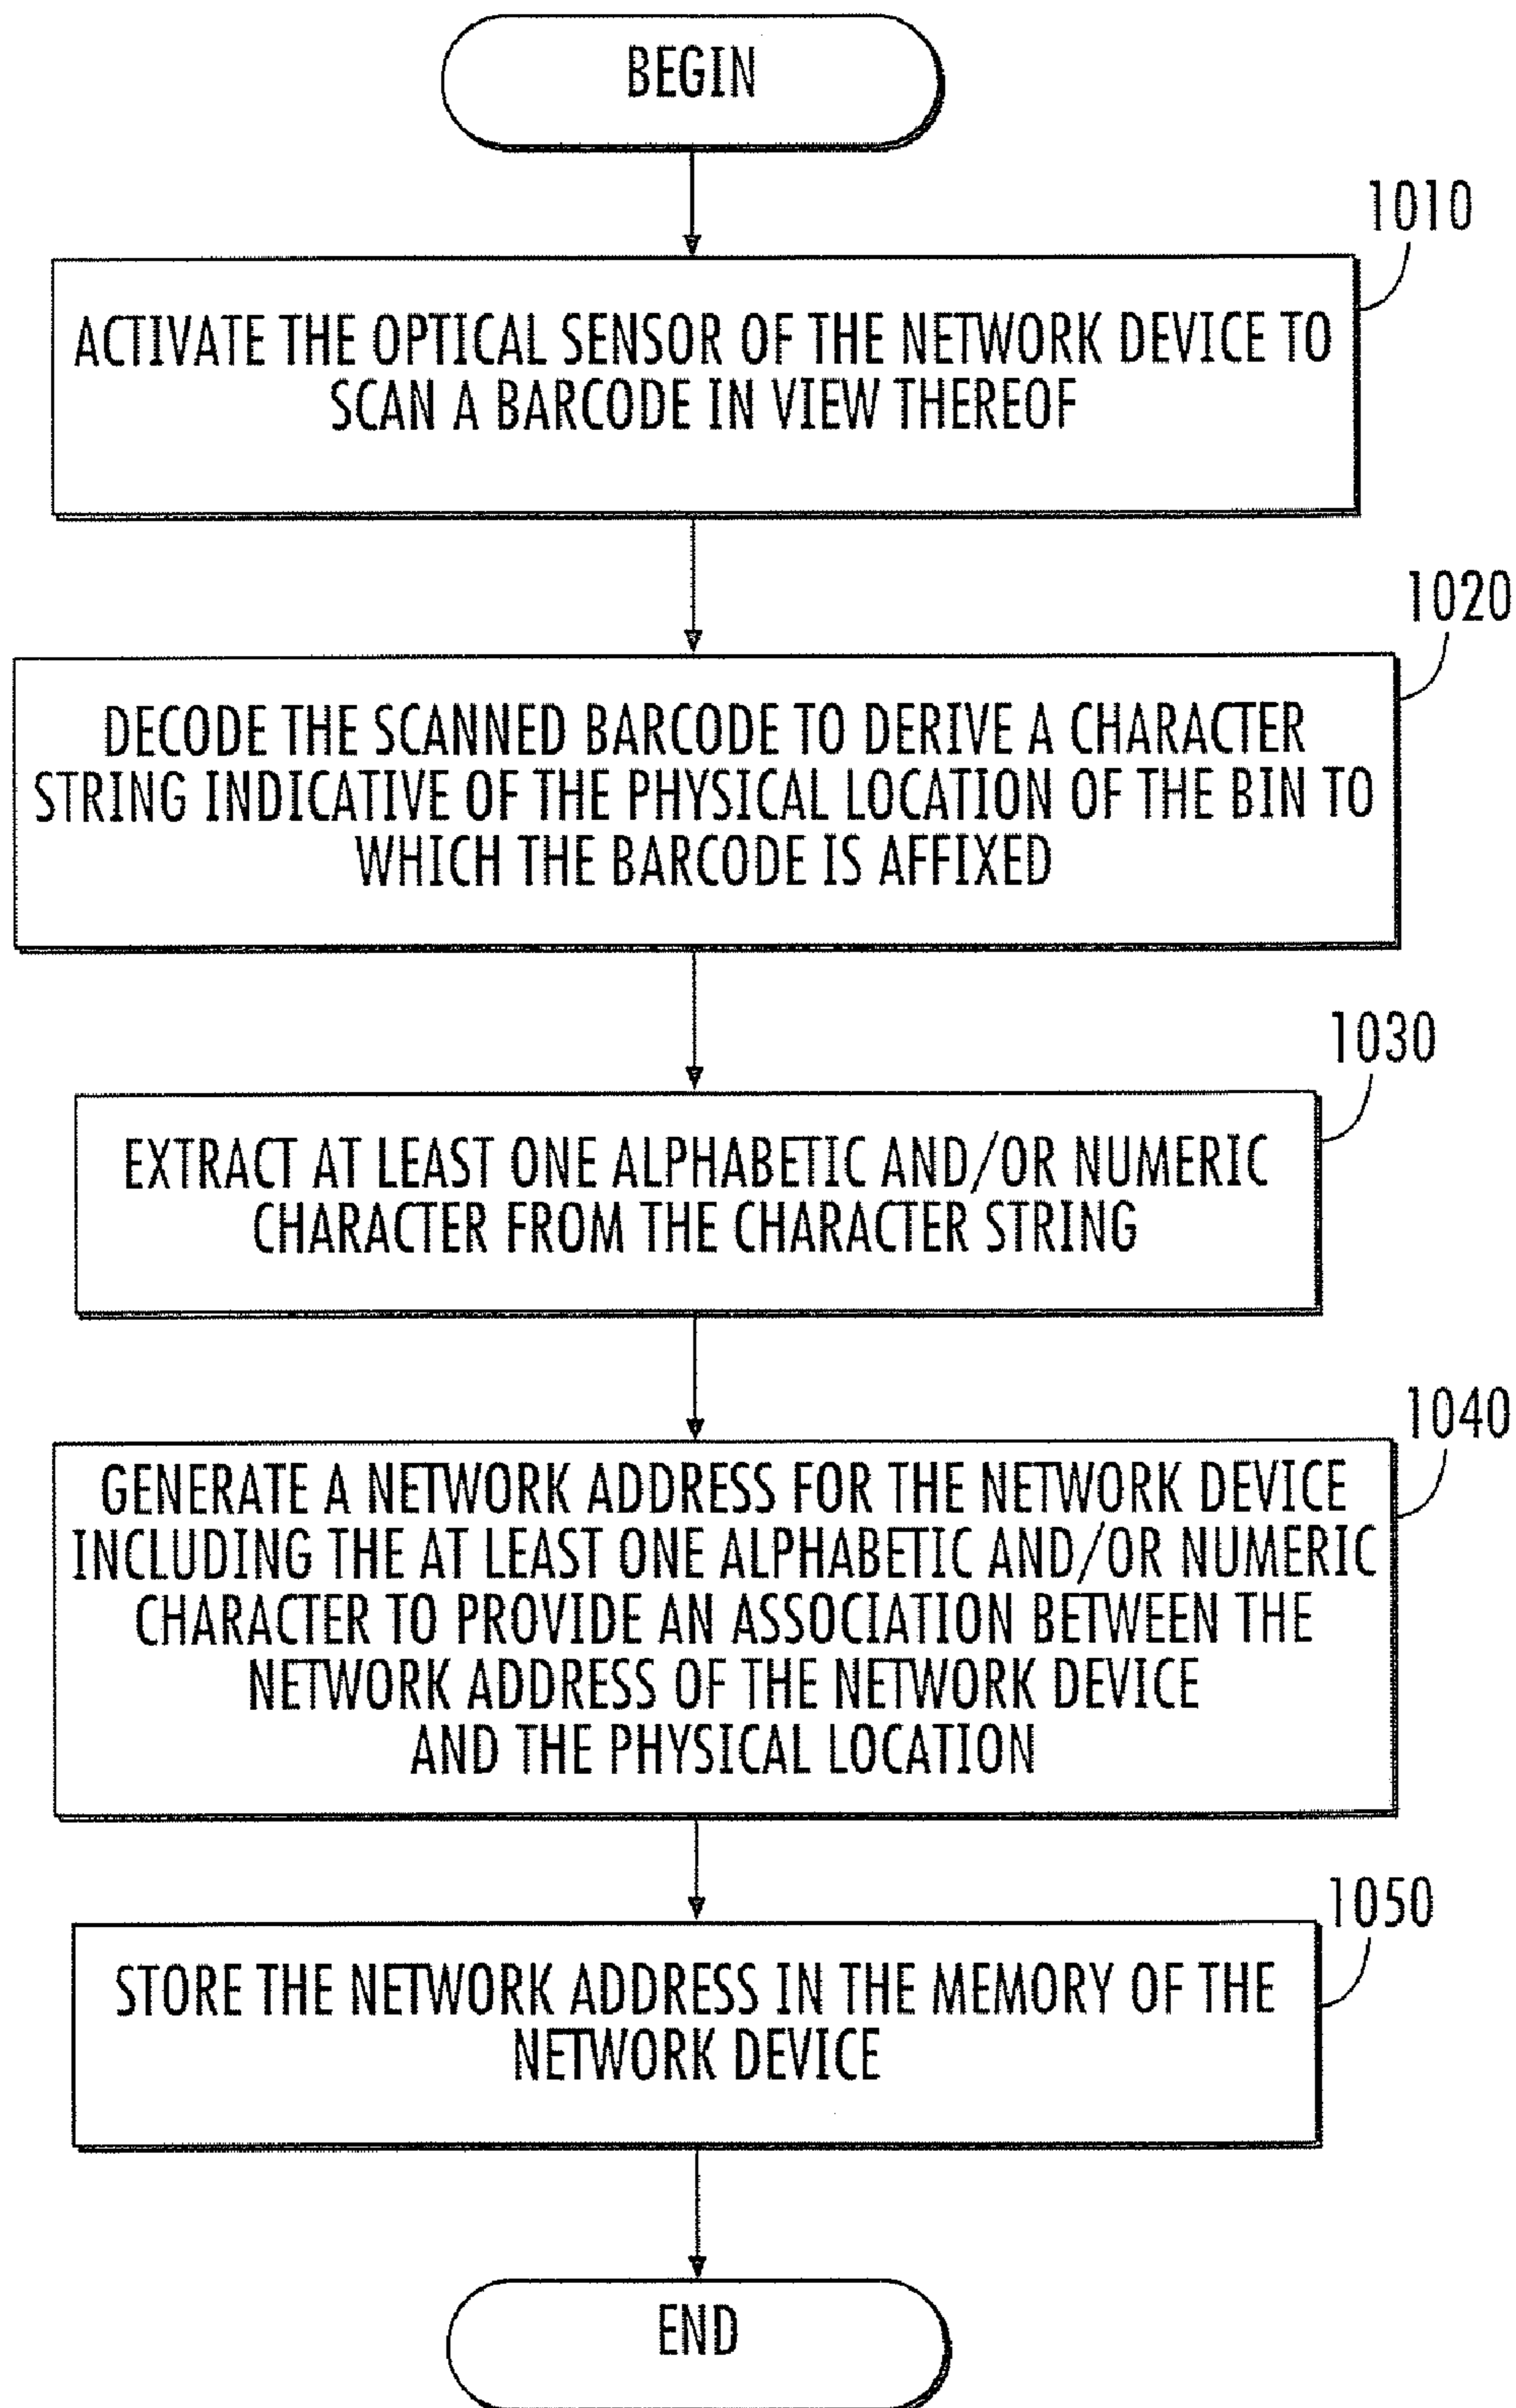 BEGIN
1010
ACTIVATE THE OPTICAL SENSOR OF THE NETWORK DEVICE TO
SCAN A BARCODE IN VIEW THEREOF
1020
DECODE THE SCANNED BARCODE TO DERIVE A CHARACTER
STRING INDICATIVE OF THE PHYSICAL LOCATION OF THE BIN TO
WHICH THE BARCODE IS AFFIXED
1030
EXTRACT AT LEAST ONE ALPHABETIC AND/OR NUMERIC
CHARACTER FROM THE CHARACTER STRING
1040
GENERATE A NETWORK ADDRESS FOR THE NETWORK DEVICE
INCLUDING THE AT LEAST ONE ALPHABETIC AND/OR NUMERIC
CHARACTER TO PROVIDE AN ASSOCIATION BETWEEN THE
NETWORK ADDRESS OF THE NETWORK DEVICE
AND THE PHYSICAL LOCATION
1050
STORE THE NETWORK ADDRESS IN THE MEMORY OF THE
NETWORK DEVICE
END